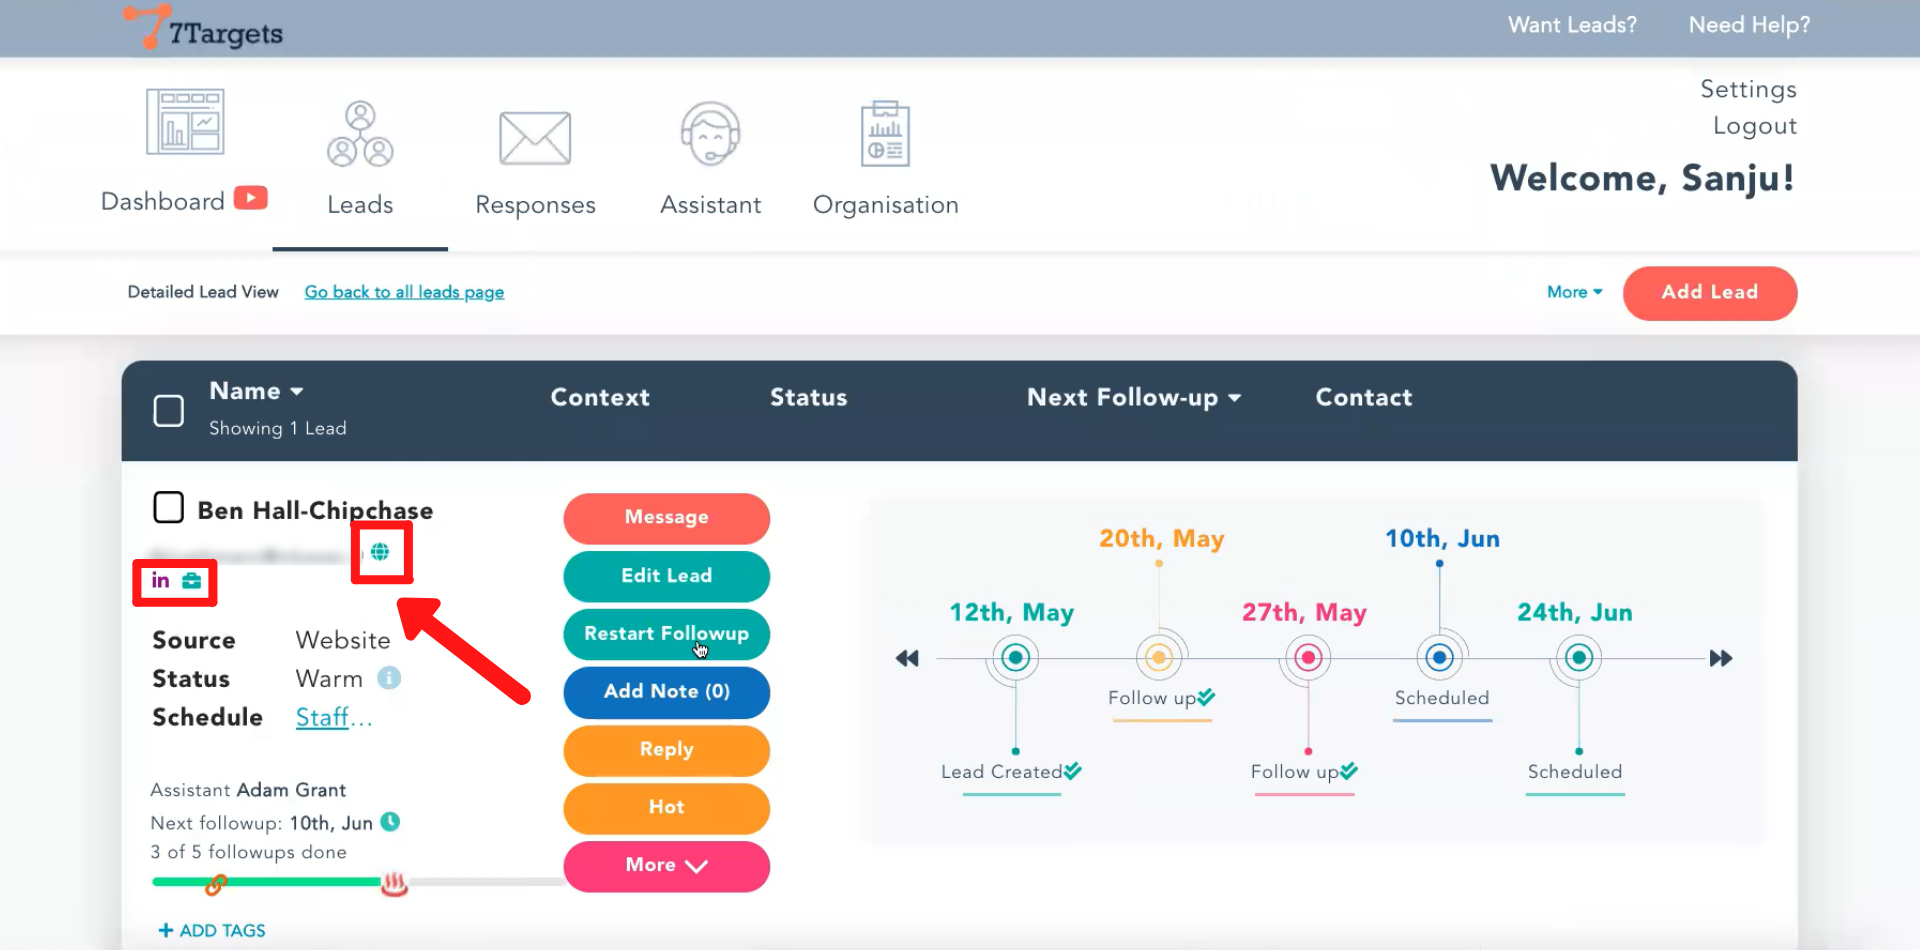 7Targets
Want Leads? Need Help?
Settings
Logout
Welcome, Sanju!
Dashboard Leads Responses Assistant Organisation
Detailed Lead View Go back to all leads page More Add Lead
Name Context Status Next Follow-up Contact
Showing 1 Lead
Ben Hall-Chipchase
in
Source Website
Status Warm i
Schedule Staff...
Assistant Adam Grant
Next followup: 10th, Jun
3 of 5 followups done
+ ADD TAGS
Message
Edit Lead
Restart Followup
Add Note (0)
Reply
Hot
More
20th, May 10th, Jun
12th, May 27th, May 24th, Jun
Follow up Scheduled
Lead Created Follow up Scheduled